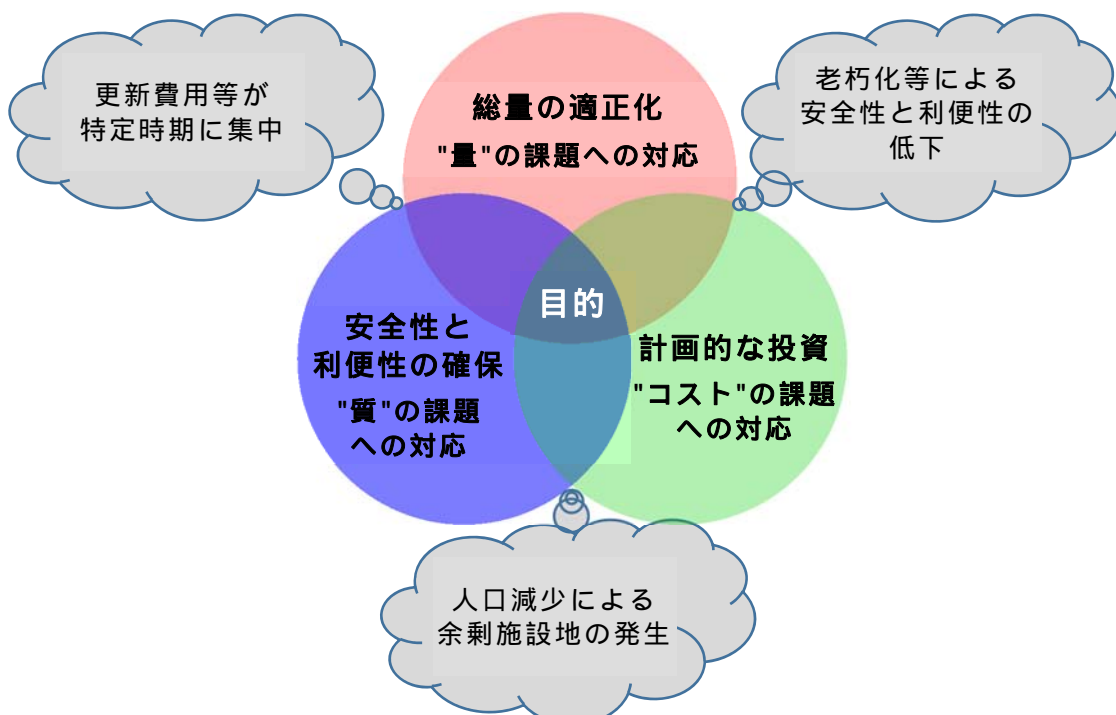 更新費用等が
特定時期に集中
総量の適正化
"量"の課題への対応
老朽化等による
安全性と利便性の
低下
目的
安全性と
利便性の確保
"質"の課題
への対応
計画的な投資
"コスト"の課題
への対応
人口減少による
余剰施設地の発生